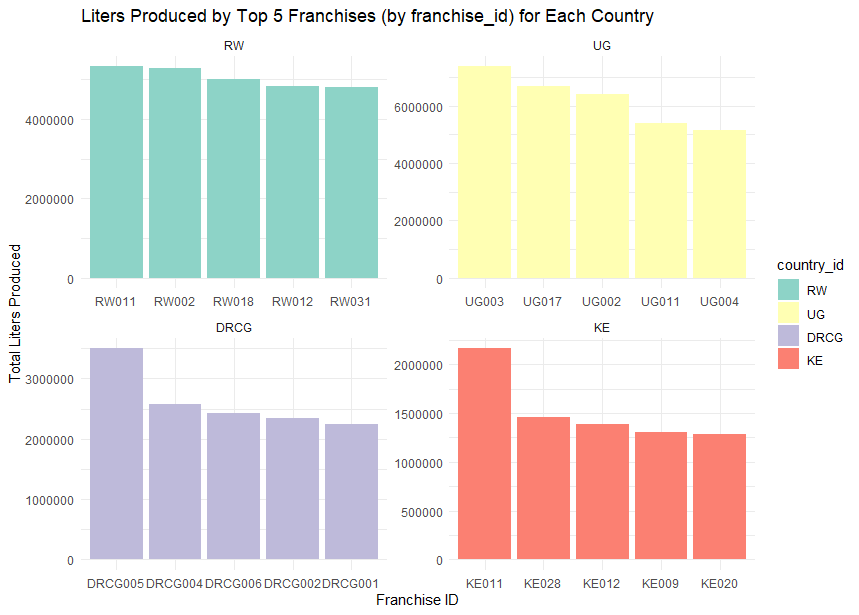 Liters Produced by Top 5 Franchises (by franchise_id) for Each Country
RW
UG
4000000
2000000
0
6000000
4000000
2000000
0
RW011 RW002 RW018 RW012 RW031
UG003 UG017 UG002 UG011 UG004
DRCG
KE
3000000
2000000
1000000
0
2000000
1500000
1000000
500000
0
DRCG005 DRCG004 DRCG006 DRCG002 DRCG001
KE011 KE028 KE012 KE009 KE020
Total Liters Produced
Franchise ID
country_id
RW
UG
DRCG
KE